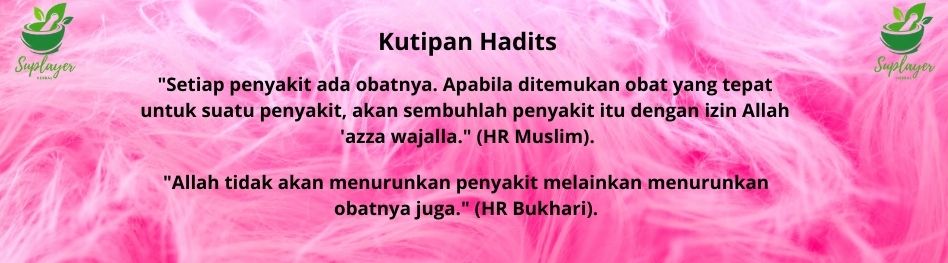 Suplayer
HERBAL
Suplayer
HERBAL
Kutipan Hadits
"Setiap penyakit ada obatnya. Apabila ditemukan obat yang tepat
untuk suatu penyakit, akan sembuhlah penyakit itu dengan izin Allah
'azza wajalla." (HR Muslim).
"Allah tidak akan menurunkan penyakit melainkan menurunkan
obatnya juga." (HR Bukhari).